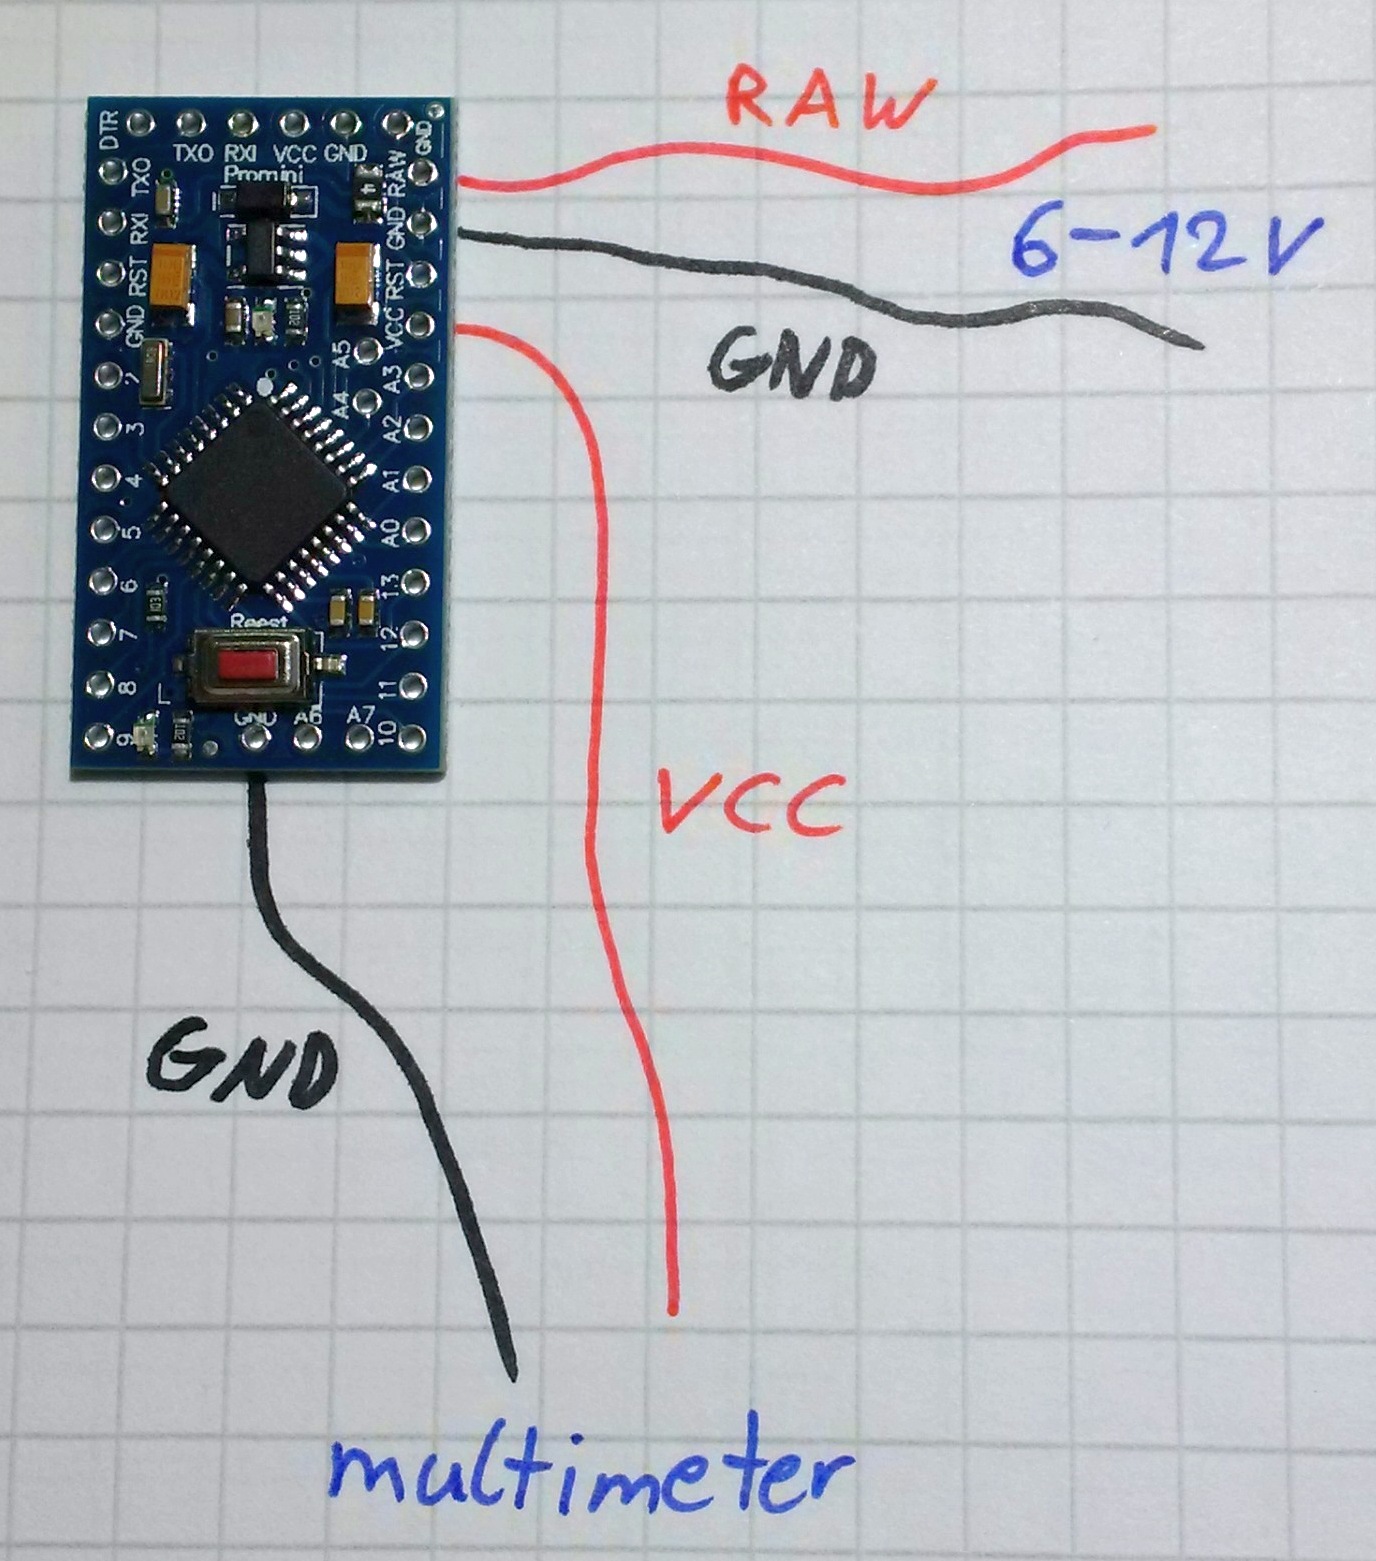 RAW
6-12V
GND
VCC
GND
multimeter
DTR TXO RXI VCC GND GND
Promini
TXO
RXI
RST
GND
2
3
4
5
6
7
8
9
RAW
GND
RST
VCC
A5
A4
A3
A2
A1
A0
13
12
11
10
Reest
GND A6 A7
103